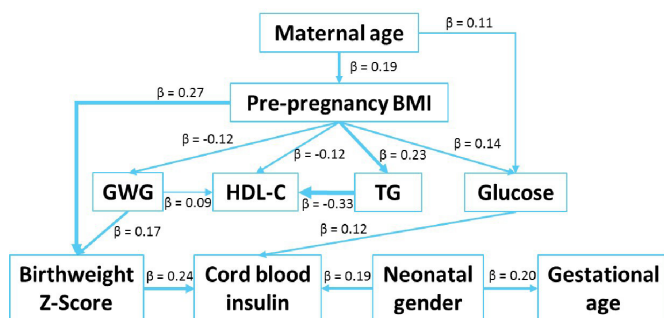 Maternal age
β = 0.11
β = 0.19
β = 0.27
Pre-pregnancy BMI
β = -0.12
β = -0.12
β = 0.23
β = 0.14
GWG
β = 0.09
HDL-C
β = -0.33
TG
Glucose
β = 0.17
β = 0.12
Birthweight
Z-Score
β = 0.24
Cord blood
insulin
β = 0.19
Neonatal
gender
β = 0.20
Gestational
age